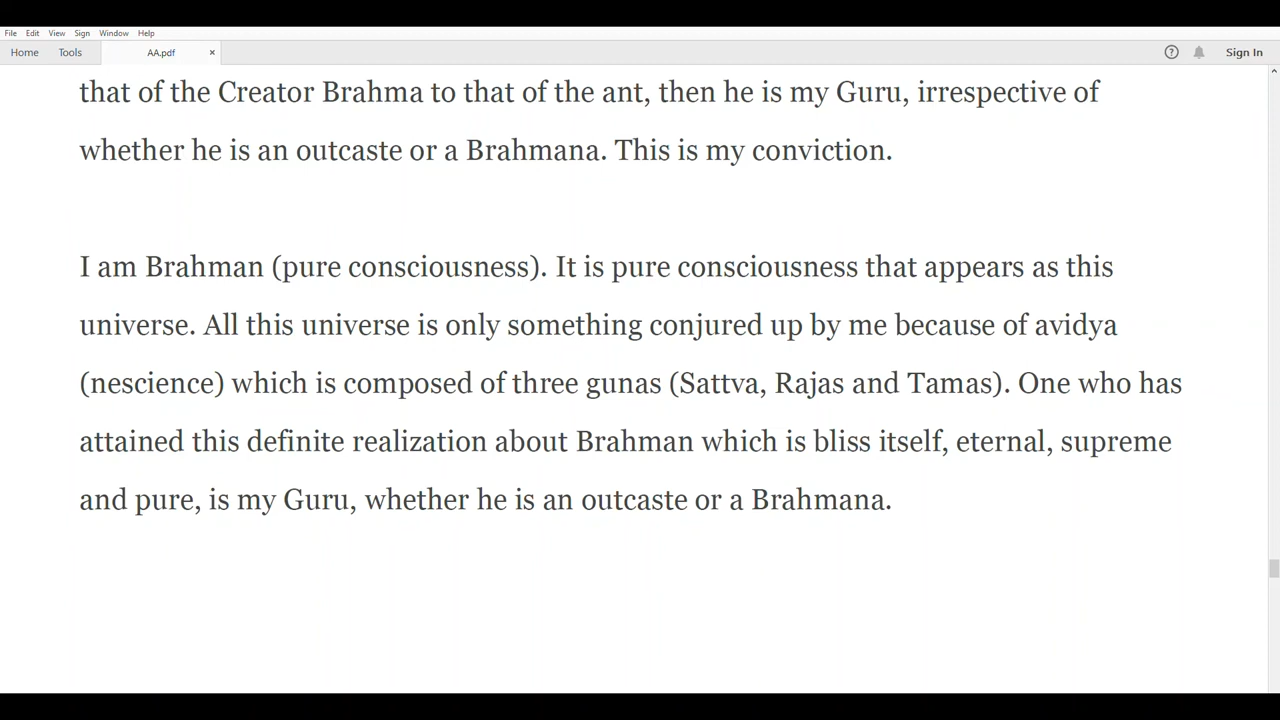 File Edit View Sign Window Help
Home Tools AA.pdf × ? Sign In
that of the Creator Brahma to that of the ant, then he is my Guru, irrespective of
whether he is an outcaste or a Brahmana. This is my conviction.
I am Brahman (pure consciousness). It is pure consciousness that appears as this
universe. All this universe is only something conjured up by me because of avidya
(nescience) which is composed of three gunas (Sattva, Rajas and Tamas). One who has
attained this definite realization about Brahman which is bliss itself, eternal, supreme
and pure, is my Guru, whether he is an outcaste or a Brahmana.